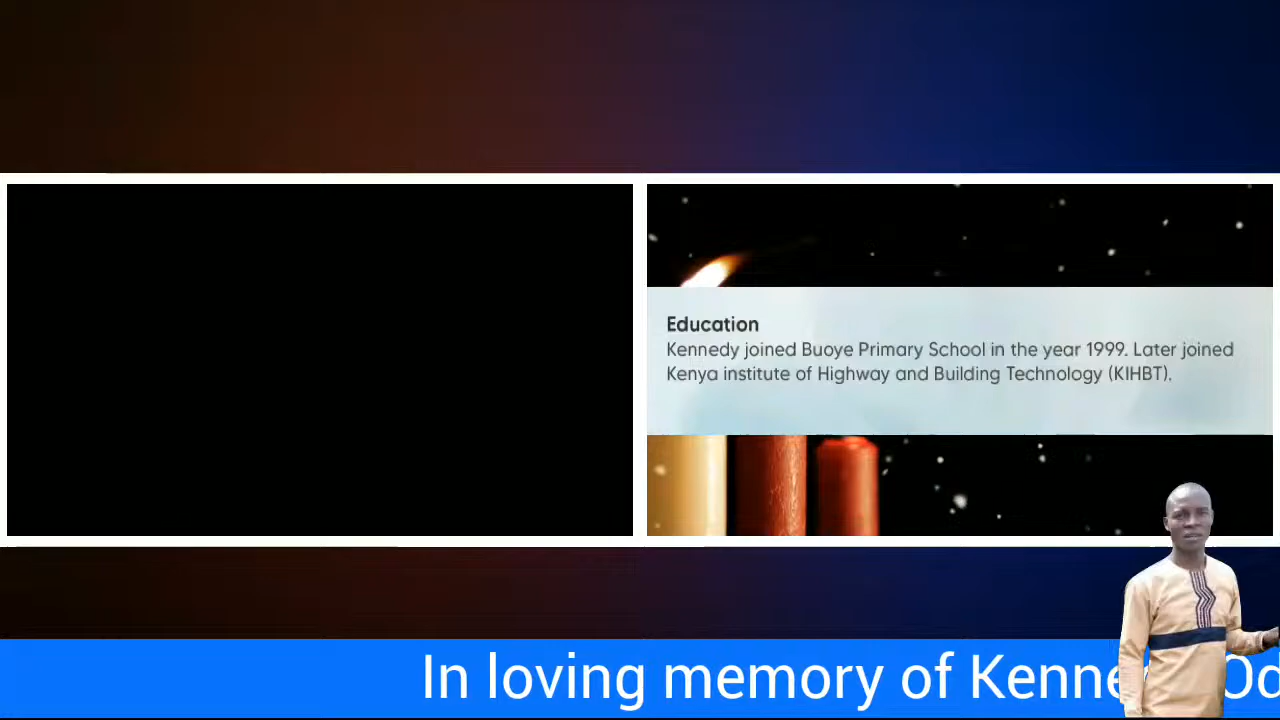 Education
Kennedy joined Buoye Primary School in the year 1999. Later joined
Kenya institute of Highway and Building Technology (KIHBT).
In loving memory of